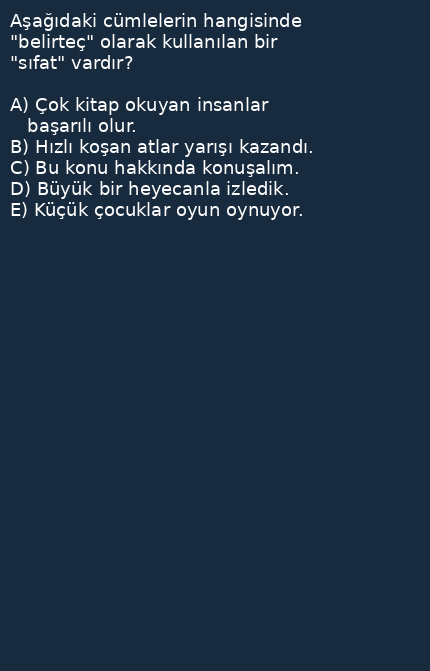 Aşağıdaki cümlelerin hangisinde
"belirteç" olarak kullanılan bir
"sıfat" vardır?
A) Çok kitap okuyan insanlar
başarılı olur.
B) Hızlı koşan atlar yarışı kazandı.
C) Bu konu hakkında konuşalım.
D) Büyük bir heyecanla izledik.
E) Küçük çocuklar oyun oynuyor.